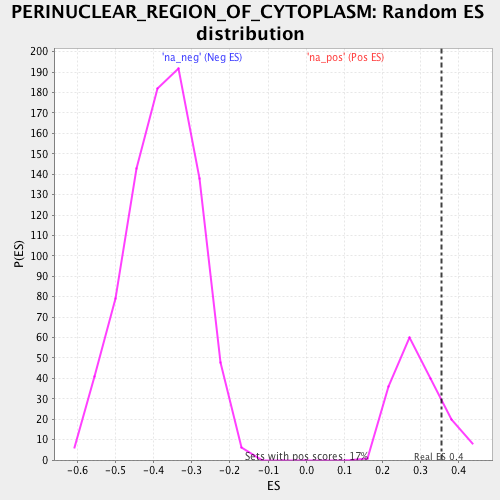 PERINUCLEAR_REGION_OF_CYTOPLASM: Random ES
distribution
'na_neg' (Neg ES) 'na_pos' (Pos ES)
200
190
180
170
160
150
140
130
120
110
100
90
80
70
60
50
40
30
20
10
0
P(ES)
Sets with pos scores: 17%
Real ES 0.4
-0.6 -0.5 -0.4 -0.3 -0.2 -0.1 0.0 0.1 0.2 0.3 0.4
ES